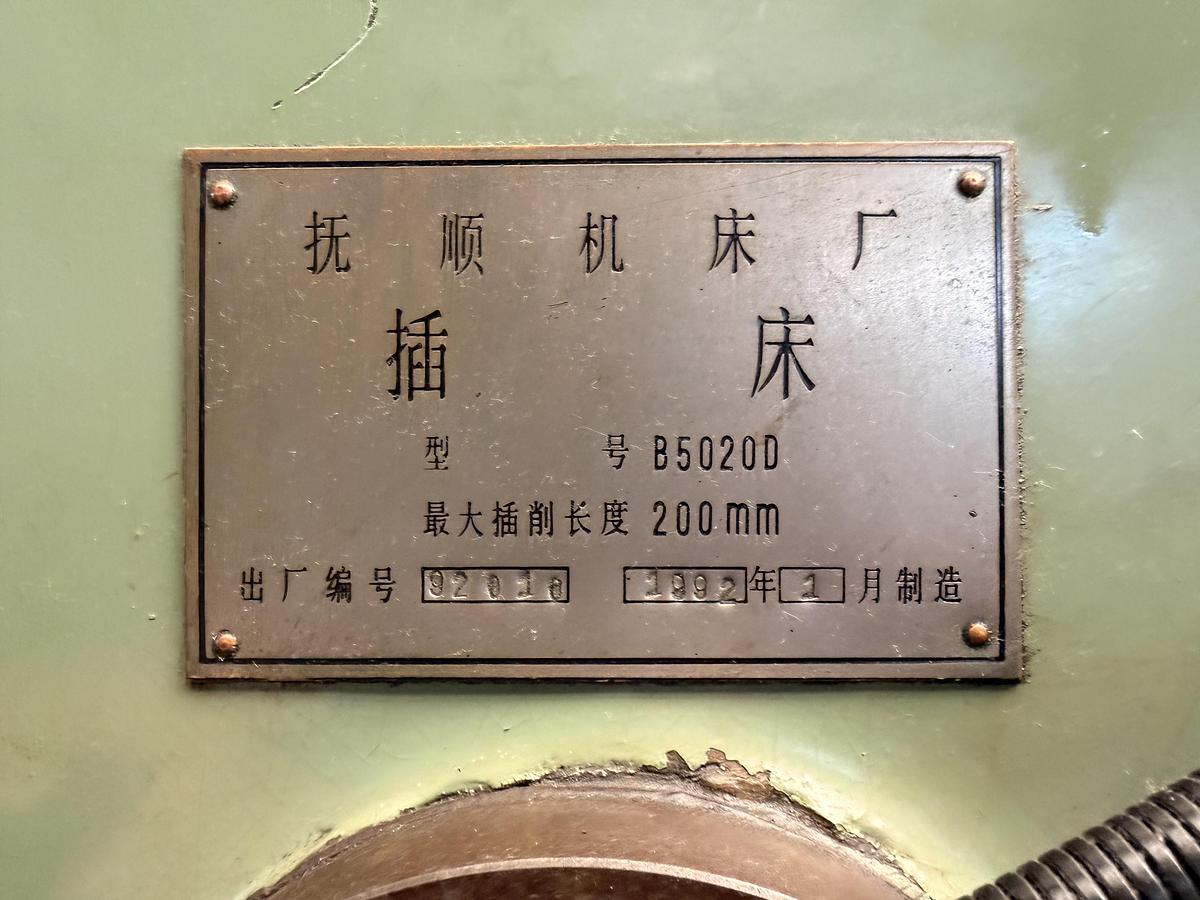 抚顺机床厂
插床
型号 B5020D
最大插削长度 200mm
出厂编号 92010 1992年1月制造